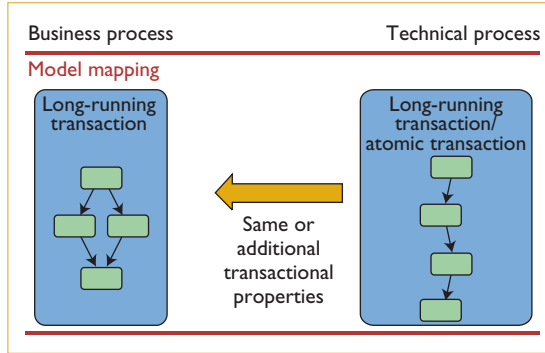 Business process
Technical process
Model mapping
Long-running
transaction
Long-running
transaction/
atomic transaction
Same or
additional
transactional
properties